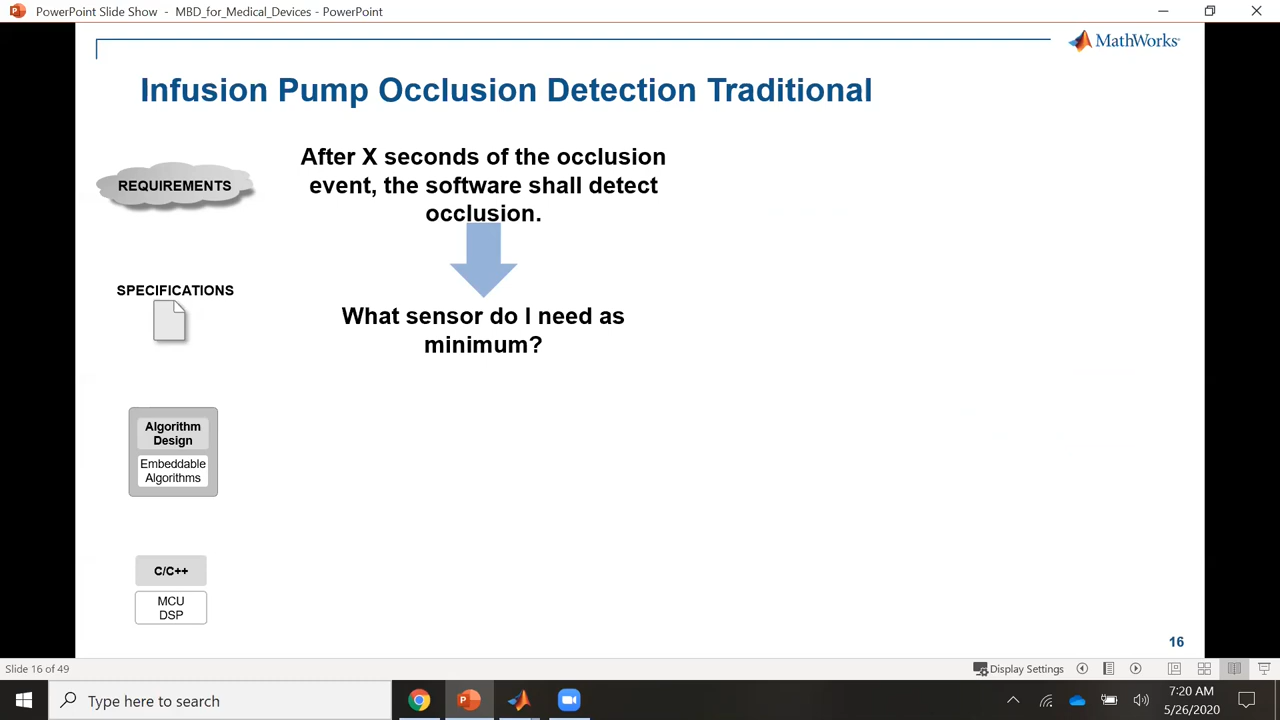 PowerPoint Slide Show - MBD_for_Medical_Devices - PowerPoint
MathWorks®
Infusion Pump Occlusion Detection Traditional
REQUIREMENTS
After X seconds of the occlusion
event, the software shall detect
occlusion.
SPECIFICATIONS
What sensor do I need as
minimum?
Algorithm
Design
Embeddable
Algorithms
C/C++
MCU
DSP
16
Slide 16 of 49
Display Settings
Type here to search
7:20 AM
5/26/2020